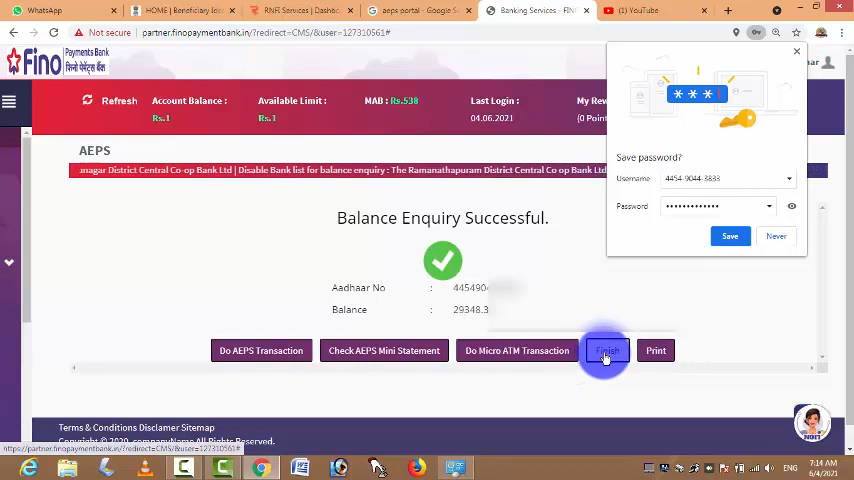 WhatsApp
HOME | Beneficiary Ide
RNFI Services | Dashbo
aeps portal - Google Se
Banking Services - FINO
(1) YouTube
Not secure | partner.finopaymentbank.in/?redirect=CMS/&user=127310561#
Fino Payments Bank
फिनो पेमेंट्स बैंक
Refresh
Account Balance :
Rs.1
Available Limit :
Rs.1
MAB : Rs.538
Last Login :
04.06.2021
My Rew
(0 Point
AEPS
.nagar District Central Co-op Bank Ltd | Disable Bank list for balance enquiry : The Ramanathapuram District Central Co op Bank Ltd
Save password?
Username 4454-9044-3833
Password •••••••••••••
Save
Never
Balance Enquiry Successful.
Aadhaar No : 445490
Balance : 29348.3
Do AEPS Transaction
Check AEPS Mini Statement
Do Micro ATM Transaction
Finish
Print
Terms & Conditions Disclamer Sitemap
Copyright © 2020. companyName All Rights Reserved.
https://partner.finopaymentbank.in/?redirect=CMS/&user=127310561#
ENG
7:14 AM
6/4/2021